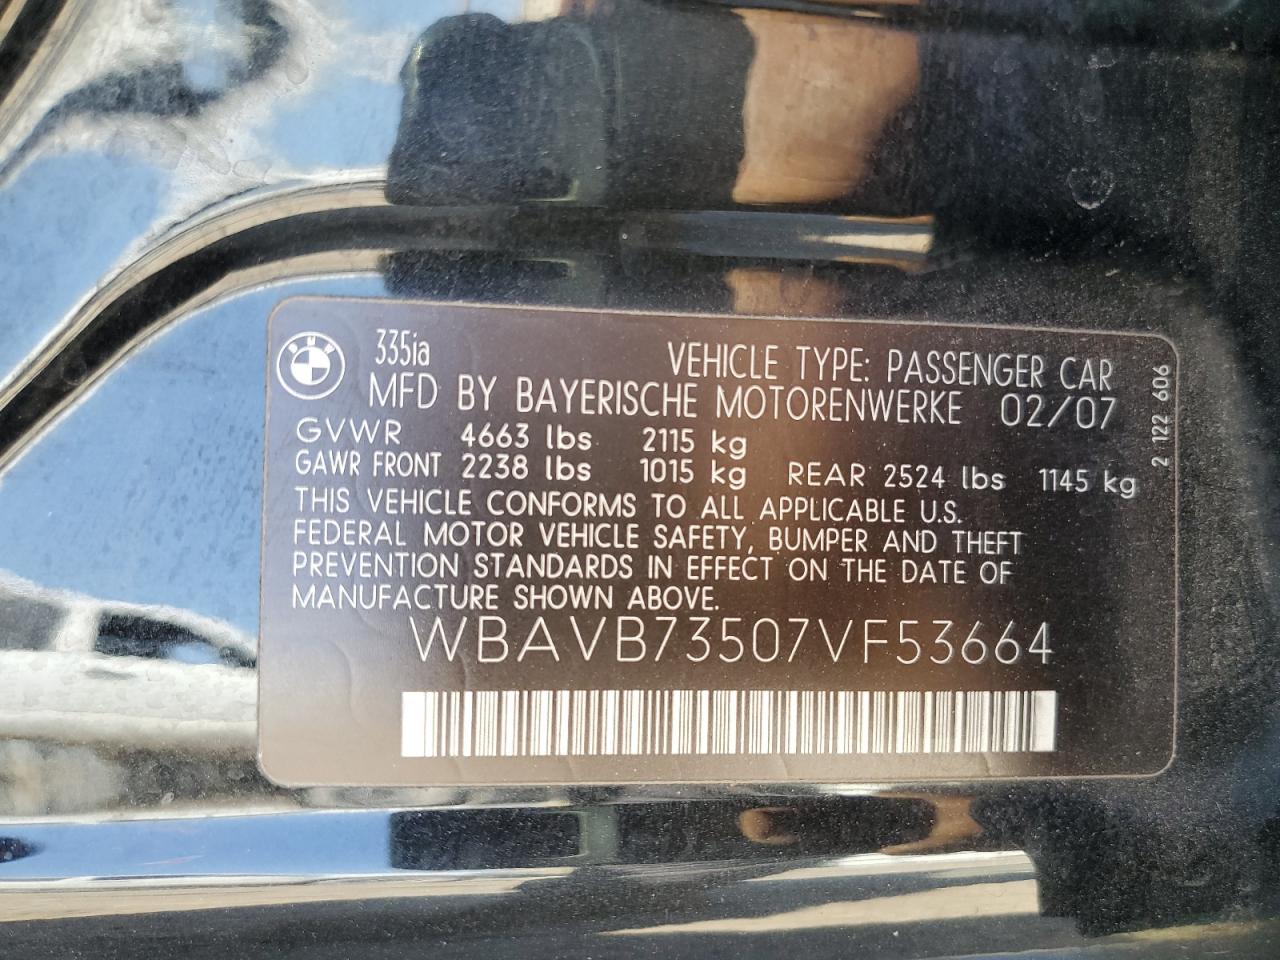 BMW
335ia
VEHICLE TYPE: PASSENGER CAR
MFD BY BAYERISCHE MOTORENWERKE 02/07
GVWR 4663 lbs 2115 kg
GAWR FRONT 2238 lbs 1015 kg REAR 2524 lbs 1145 kg
THIS VEHICLE CONFORMS TO ALL APPLICABLE U.S.
FEDERAL MOTOR VEHICLE SAFETY, BUMPER AND THEFT
PREVENTION STANDARDS IN EFFECT ON THE DATE OF
MANUFACTURE SHOWN ABOVE.
WBAVB73507VF53664
2 122 606